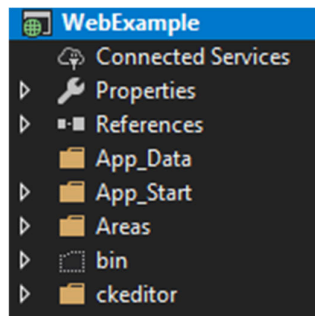 WebExample
Connected Services
Properties
References
App_Data
App_Start
Areas
bin
ckeditor